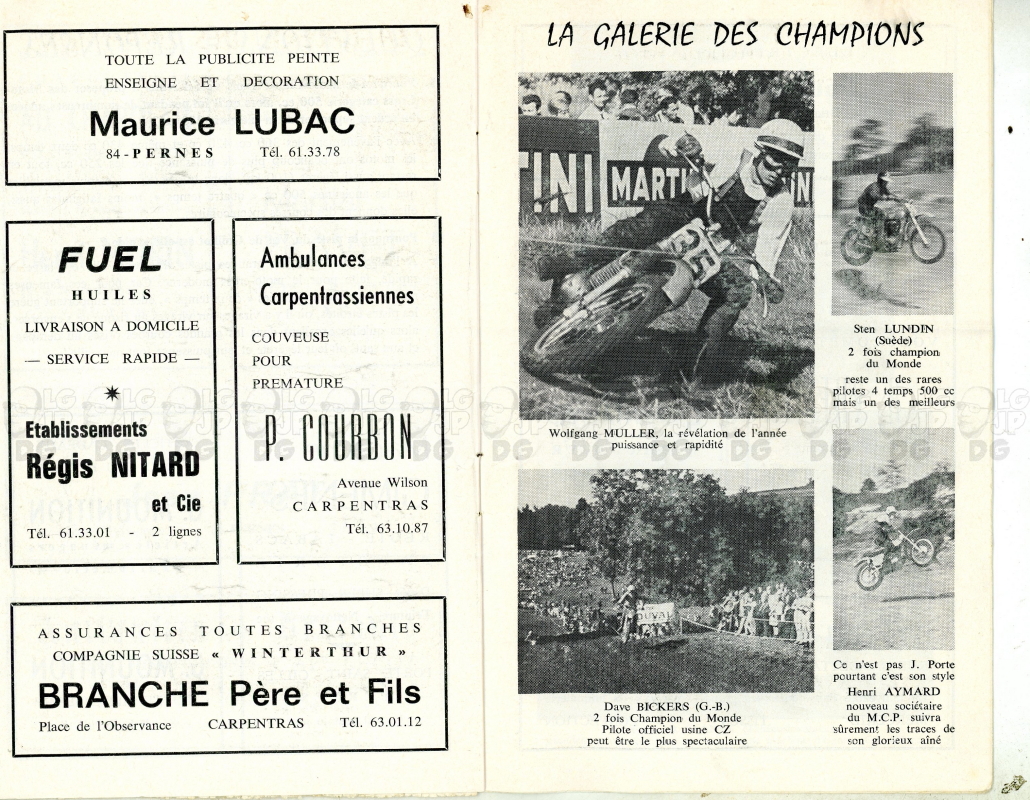 TOUTE LA PUBLICITE PEINTE
ENSEIGNE ET DECORATION
Maurice LUBAC
84 - PERNES Tél. 61.33.78
FUEL
HUILES
LIVRAISON A DOMICILE
— SERVICE RAPIDE —
Etablissements
Régis NITARD
et Cie
Tél. 61.33.01 - 2 lignes
Ambulances
Carpentrassiennes
COUVEUSE
POUR
PREMATURE
P. COURBON
Avenue Wilson
CARPENTRAS
Tél. 63.10.87
ASSURANCES TOUTES BRANCHES
COMPAGNIE SUISSE « WINTERTHUR »
BRANCHE Père et Fils
Place de l'Observance CARPENTRAS Tél. 63.01.12
LA GALERIE DES CHAMPIONS
TINI MARTI NI
Wolfgang MULLER, la révélation de l'année
puissance et rapidité
Sten LUNDIN
(Suède)
2 fois champion
du Monde
reste un des rares
pilotes 4 temps 500 cc
mais un des meilleurs
DUVAL
Dave BICKERS (G.-B.)
2 fois Champion du Monde
Pilote officiel usine CZ
peut être le plus spectaculaire
Ce n'est pas J. Porte
pourtant c'est son style
Henri AYMARD
nouveau sociétaire
du M.C.P. suivra
sûrement les traces de
son glorieux aîné